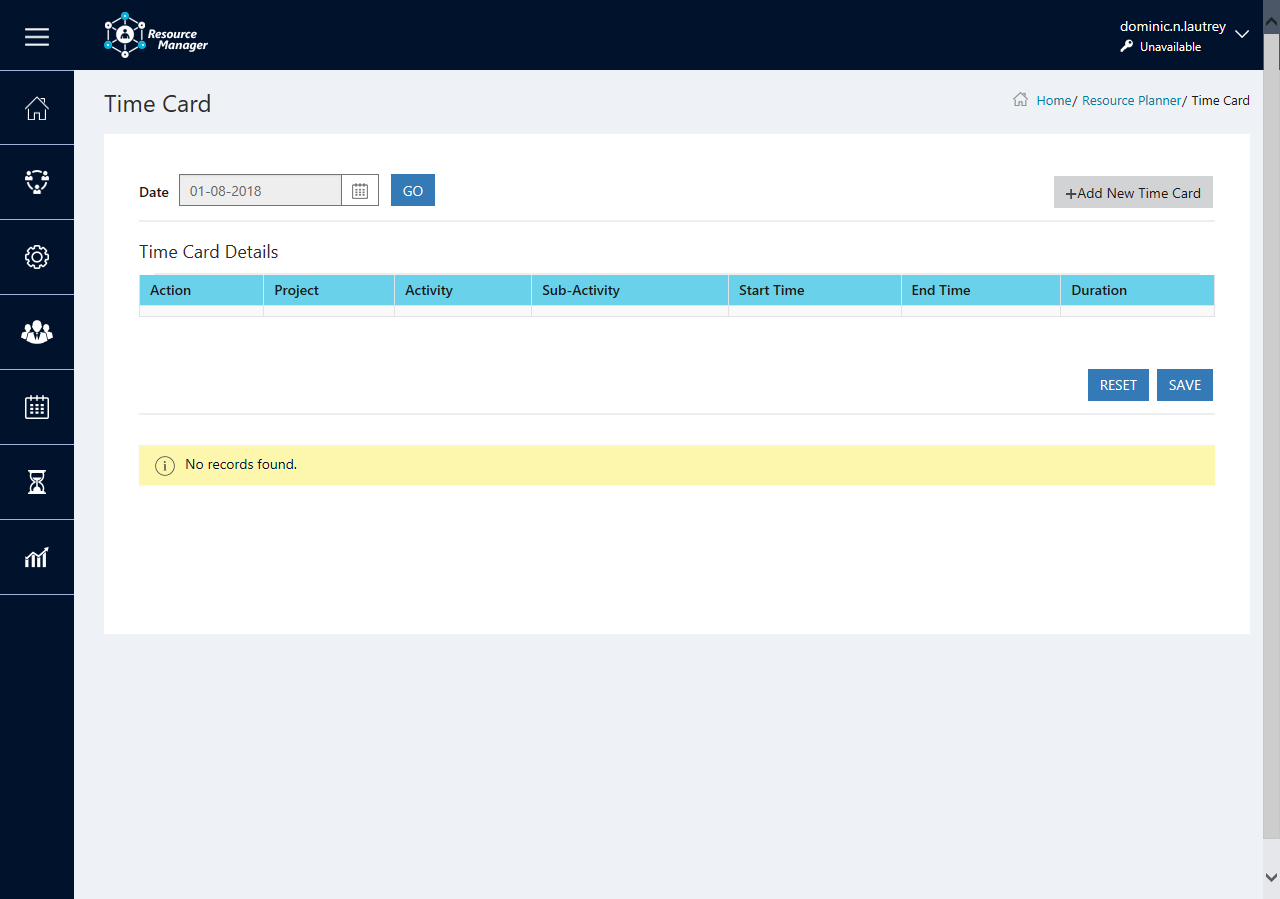 Resource
Manager
dominic.n.lautrey
Unavailable
Time Card
Home/ Resource Planner/ Time Card
Date 01-08-2018 GO +Add New Time Card
Time Card Details
Action Project Activity Sub-Activity Start Time End Time Duration
RESET SAVE
No records found.